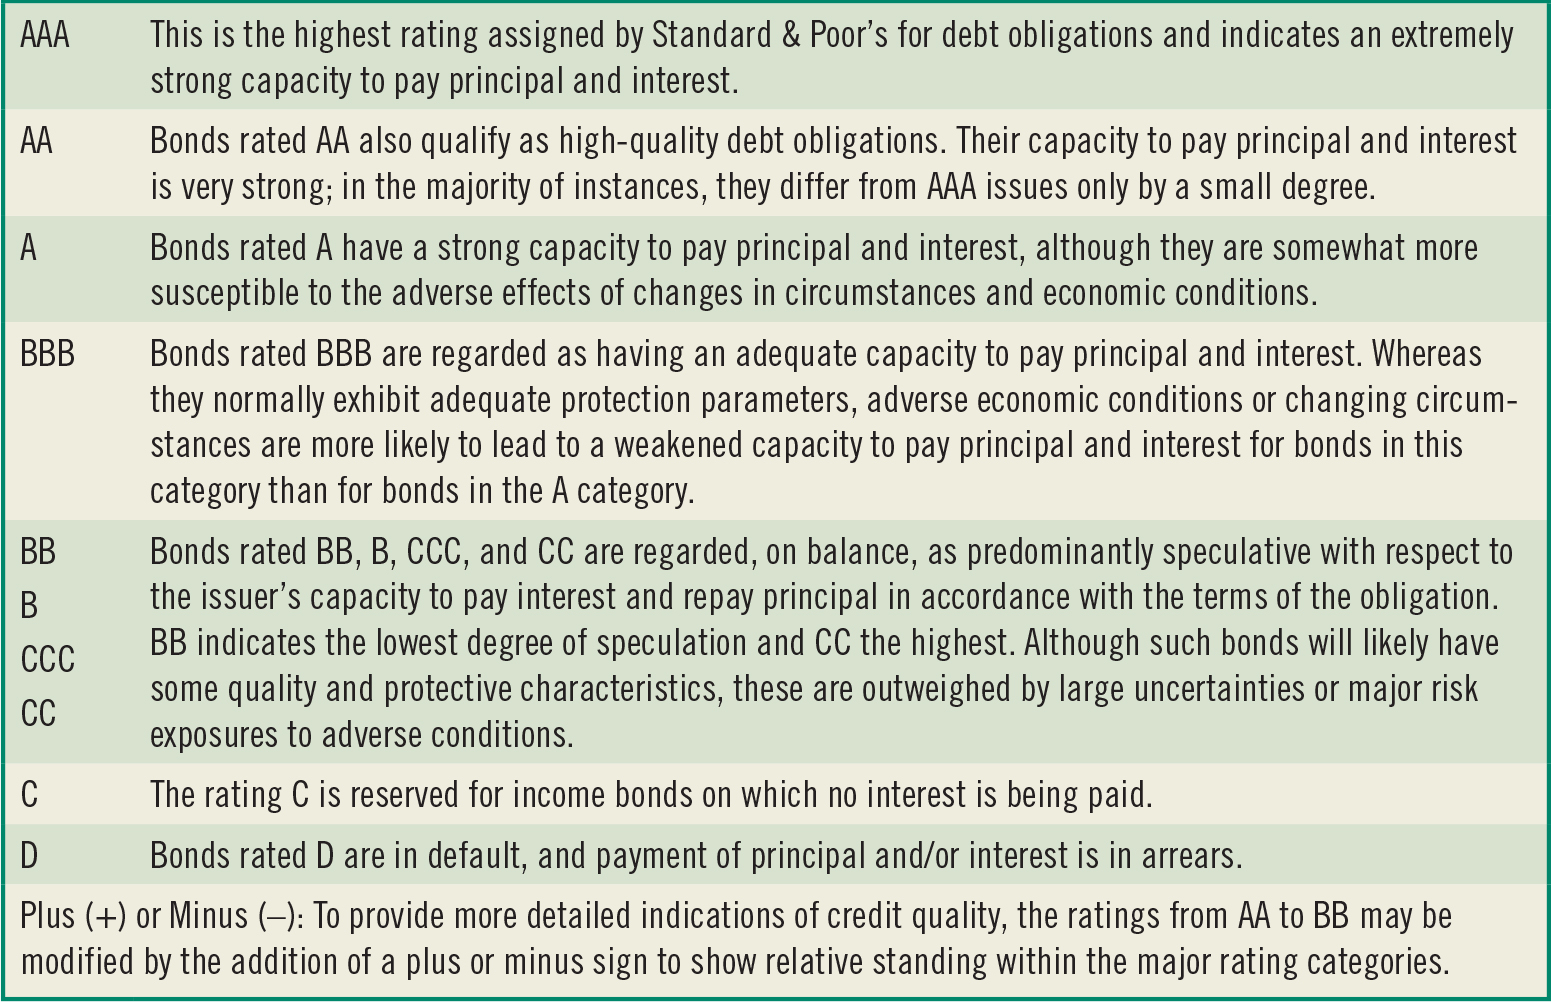 AAA This is the highest rating assigned by Standard & Poor’s for debt obligations and indicates an extremely
strong capacity to pay principal and interest.
AA Bonds rated AA also qualify as high-quality debt obligations. Their capacity to pay principal and interest
is very strong; in the majority of instances, they differ from AAA issues only by a small degree.
A Bonds rated A have a strong capacity to pay principal and interest, although they are somewhat more
susceptible to the adverse effects of changes in circumstances and economic conditions.
BBB Bonds rated BBB are regarded as having an adequate capacity to pay principal and interest. Whereas
they normally exhibit adequate protection parameters, adverse economic conditions or changing circum-
stances are more likely to lead to a weakened capacity to pay principal and interest for bonds in this
category than for bonds in the A category.
BB Bonds rated BB, B, CCC, and CC are regarded, on balance, as predominantly speculative with respect to
B the issuer’s capacity to pay interest and repay principal in accordance with the terms of the obligation.
CCC BB indicates the lowest degree of speculation and CC the highest. Although such bonds will likely have
CC some quality and protective characteristics, these are outweighed by large uncertainties or major risk
exposures to adverse conditions.
C The rating C is reserved for income bonds on which no interest is being paid.
D Bonds rated D are in default, and payment of principal and/or interest is in arrears.
Plus (+) or Minus (–): To provide more detailed indications of credit quality, the ratings from AA to BB may be
modified by the addition of a plus or minus sign to show relative standing within the major rating categories.